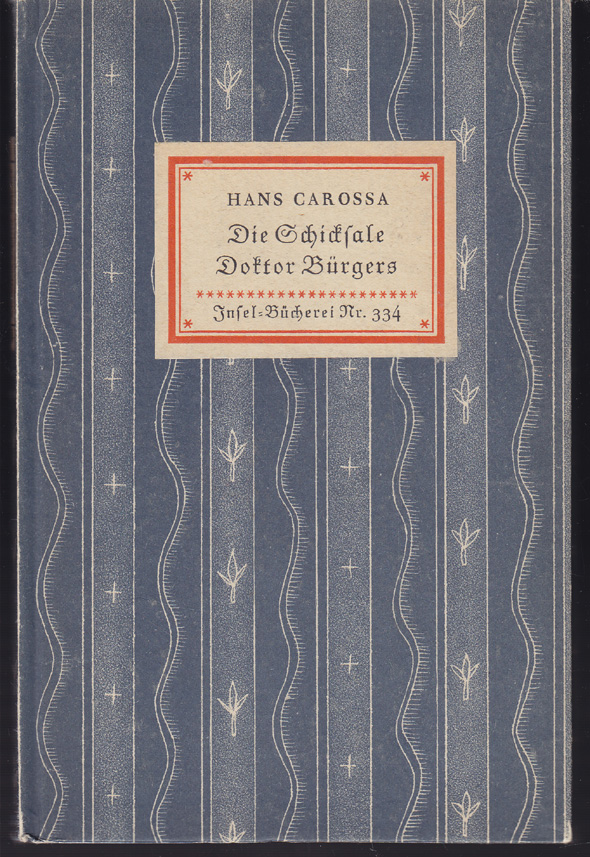 HANS CAROSSA
Die Schickſale
Doktor Bürgers
Inſel-Bücherei Nr. 334